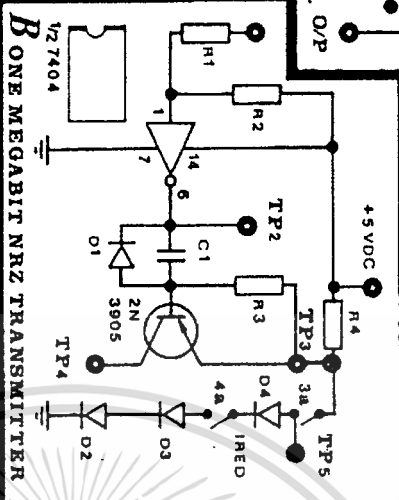 O/P
+5 VDC
R1
R2
R4
1/2 7404
1
14
7
6
TP2
C1
D1
R3
2N
3905
TP3
TP4
3a
TP5
D4
4a
IRED
D3
D2
B ONE MEGABIT NRZ TRANSMITTER